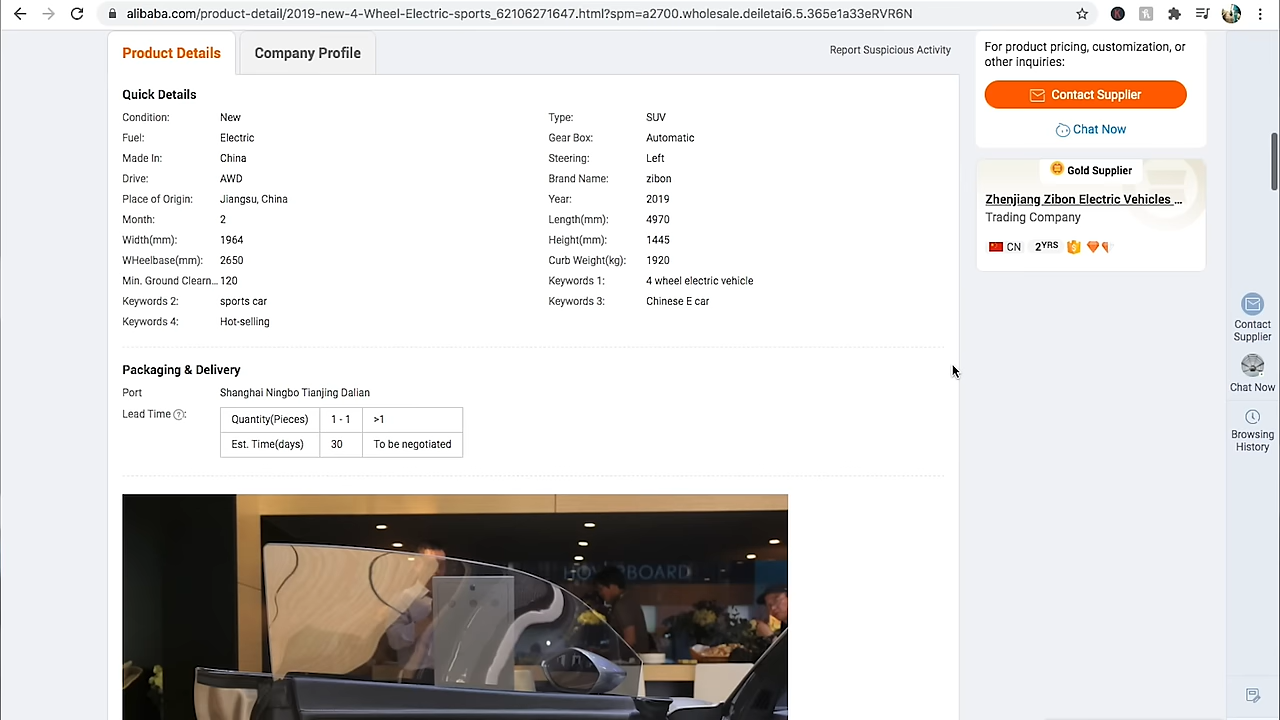 alibaba.com/product-detail/2019-new-4-Wheel-Electric-sports_62106271647.html?spm=a2700.wholesale.deiletai6.5.365e1a33eRVR6N
Product Details
Company Profile
Report Suspicious Activity
Quick Details
Condition: New Type: SUV
Fuel: Electric Gear Box: Automatic
Made In: China Steering: Left
Drive: AWD Brand Name: zibon
Place of Origin: Jiangsu, China Year: 2019
Month: 2 Length(mm): 4970
Width(mm): 1964 Height(mm): 1445
WHeelbase(mm): 2650 Curb Weight(kg): 1920
Min. Ground Clearn... 120 Keywords 1: 4 wheel electric vehicle
Keywords 2: sports car Keywords 3: Chinese E car
Keywords 4: Hot-selling
Packaging & Delivery
Port Shanghai Ningbo Tianjing Dalian
Lead Time ?: Quantity(Pieces) 1 - 1 >1
Est. Time(days) 30 To be negotiated
HOVERBOARD
For product pricing, customization, or
other inquiries:
Contact Supplier
Chat Now
Gold Supplier
Zhenjiang Zibon Electric Vehicles ...
Trading Company
CN 2YRS
Contact
Supplier
Chat Now
Browsing
History